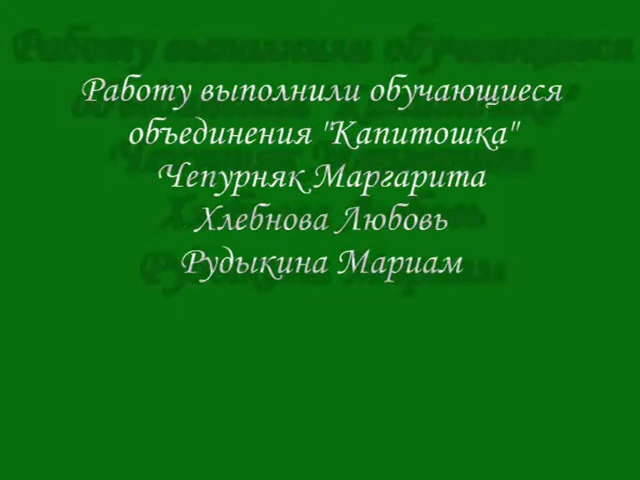 Работу выполнили обучающиеся
объединения "Капитошка"
Чепурняк Маргарита
Хлебнова Любовь
Рудыкина Мариам